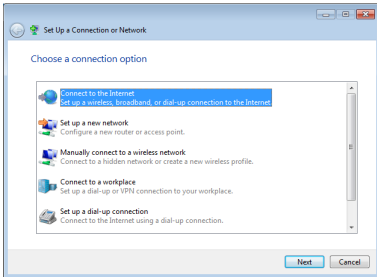 Set Up a Connection or Network
Choose a connection option
Connect to the Internet
Set up a wireless, broadband, or dial-up connection to the Internet.
Set up a new network
Configure a new router or access point.
Manually connect to a wireless network
Connect to a hidden network or create a new wireless profile.
Connect to a workplace
Set up a dial-up or VPN connection to your workplace.
Set up a dial-up connection
Connect to the Internet using a dial-up connection.
Next
Cancel